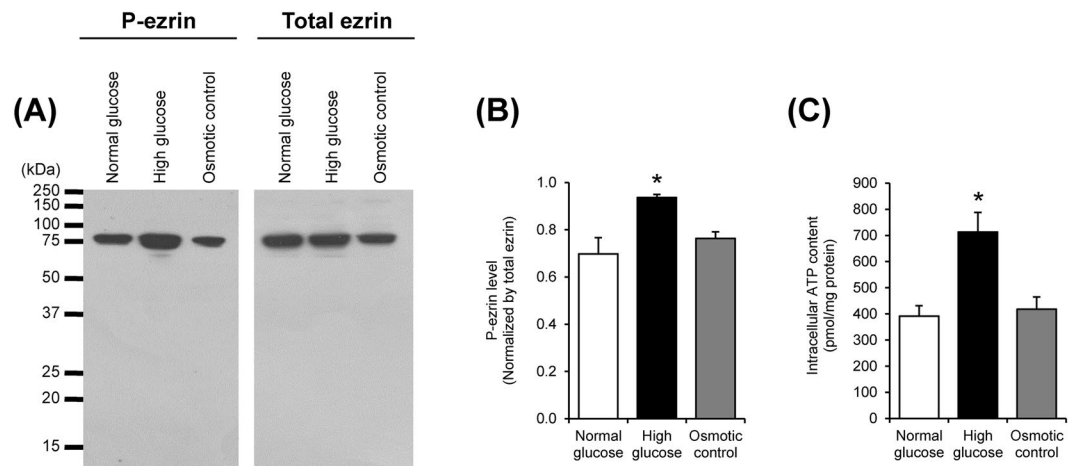 P-ezrin
Total ezrin
Normal glucose
High glucose
Osmotic control
Normal glucose
High glucose
Osmotic control
(A)
(kDa)
250
150
100
75
50
37
25
20
15
(B)
P-ezrin level
(Normalized by total ezrin)
1.0
0.8
0.6
0.4
0.2
0.0
*
Normal
glucose
High
glucose
Osmotic
control
(C)
Intracellular ATP content
(pmol/mg protein)
900
800
700
600
500
400
300
200
100
0
*
Normal
glucose
High
glucose
Osmotic
control